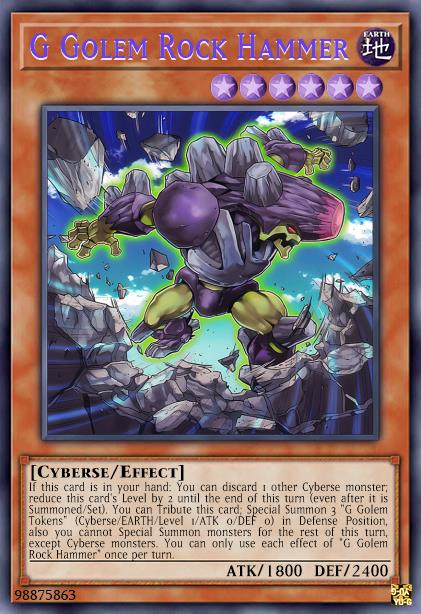 G Golem Rock Hammer
EARTH
地
[Cyberse/Effect]
If this card is in your hand: You can discard 1 other Cyberse monster;
reduce this card's Level by 2 until the end of this turn (even after it is
Summoned/Set). You can Tribute this card; Special Summon 3 "G Golem
Tokens" (Cyberse/EARTH/Level 1/ATK 0/DEF 0) in Defense Position,
also you cannot Special Summon monsters for the rest of this turn,
except Cyberse monsters. You can only use each effect of "G Golem
Rock Hammer" once per turn.
ATK/1800 DEF/2400
98875863